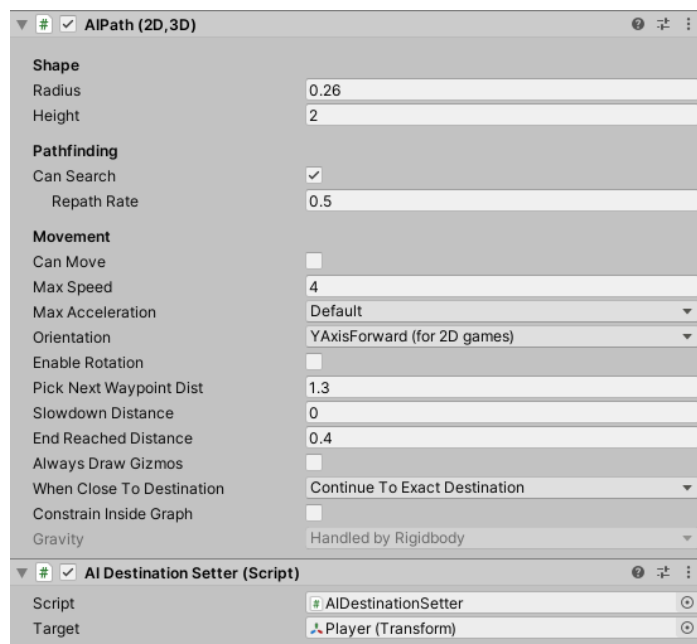 # AIPath (2D,3D)
Shape
Radius 0.26
Height 2
Pathfinding
Can Search
Repath Rate 0.5
Movement
Can Move
Max Speed 4
Max Acceleration Default
Orientation YAxisForward (for 2D games)
Enable Rotation
Pick Next Waypoint Dist 1.3
Slowdown Distance 0
End Reached Distance 0.4
Always Draw Gizmos
When Close To Destination Continue To Exact Destination
Constrain Inside Graph
Gravity Handled by Rigidbody
# AI Destination Setter (Script)
Script # AIDestinationSetter
Target Player (Transform)